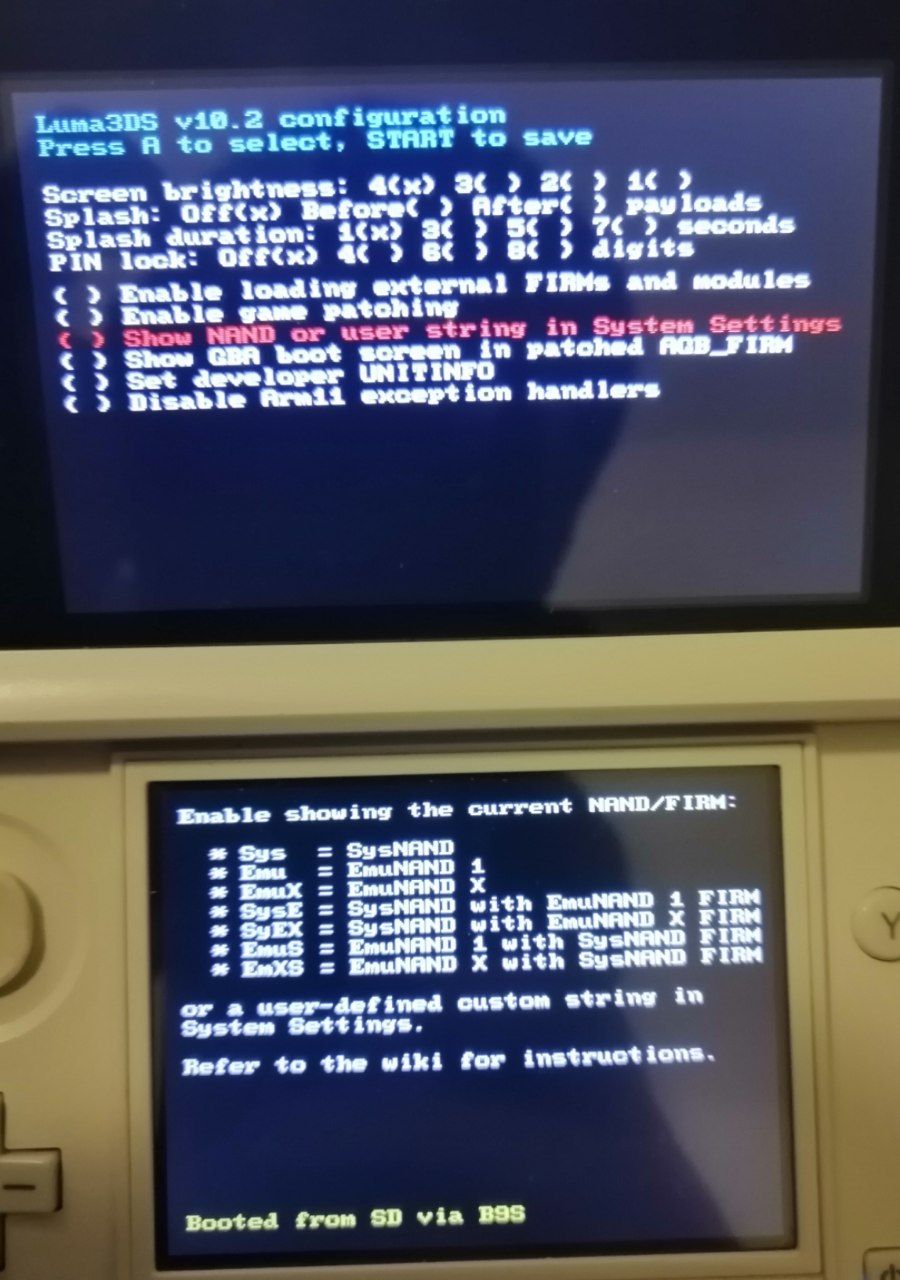 Luma3DS v10.2 configuration
Press A to select, START to save
Screen brightness: 4(x) 3( ) 2( ) 1( )
Splash: Off(x) Before( ) After( ) payloads
Splash duration: 1(x) 3( ) 5( ) 7( ) seconds
PIN lock: Off(x) 4( ) 6( ) 8( ) digits
( ) Enable loading external FIRMs and modules
( ) Enable game patching
( ) Show NAND or user string in System Settings
( ) Show GBA boot screen in patched AGB_FIRM
( ) Set developer UNITINFO
( ) Disable Arm11 exception handlers
Enable showing the current NAND/FIRM:
* Sys = SysNAND
* Emu = EmuNAND 1
* EmuX = EmuNAND X
* SysE = SysNAND with EmuNAND 1 FIRM
* SyEX = SysNAND with EmuNAND X FIRM
* EmuS = EmuNAND 1 with SysNAND FIRM
* EmXS = EmuNAND X with SysNAND FIRM
or a user-defined custom string in
System Settings.
Refer to the wiki for instructions.
Booted from SD via B9S
Y